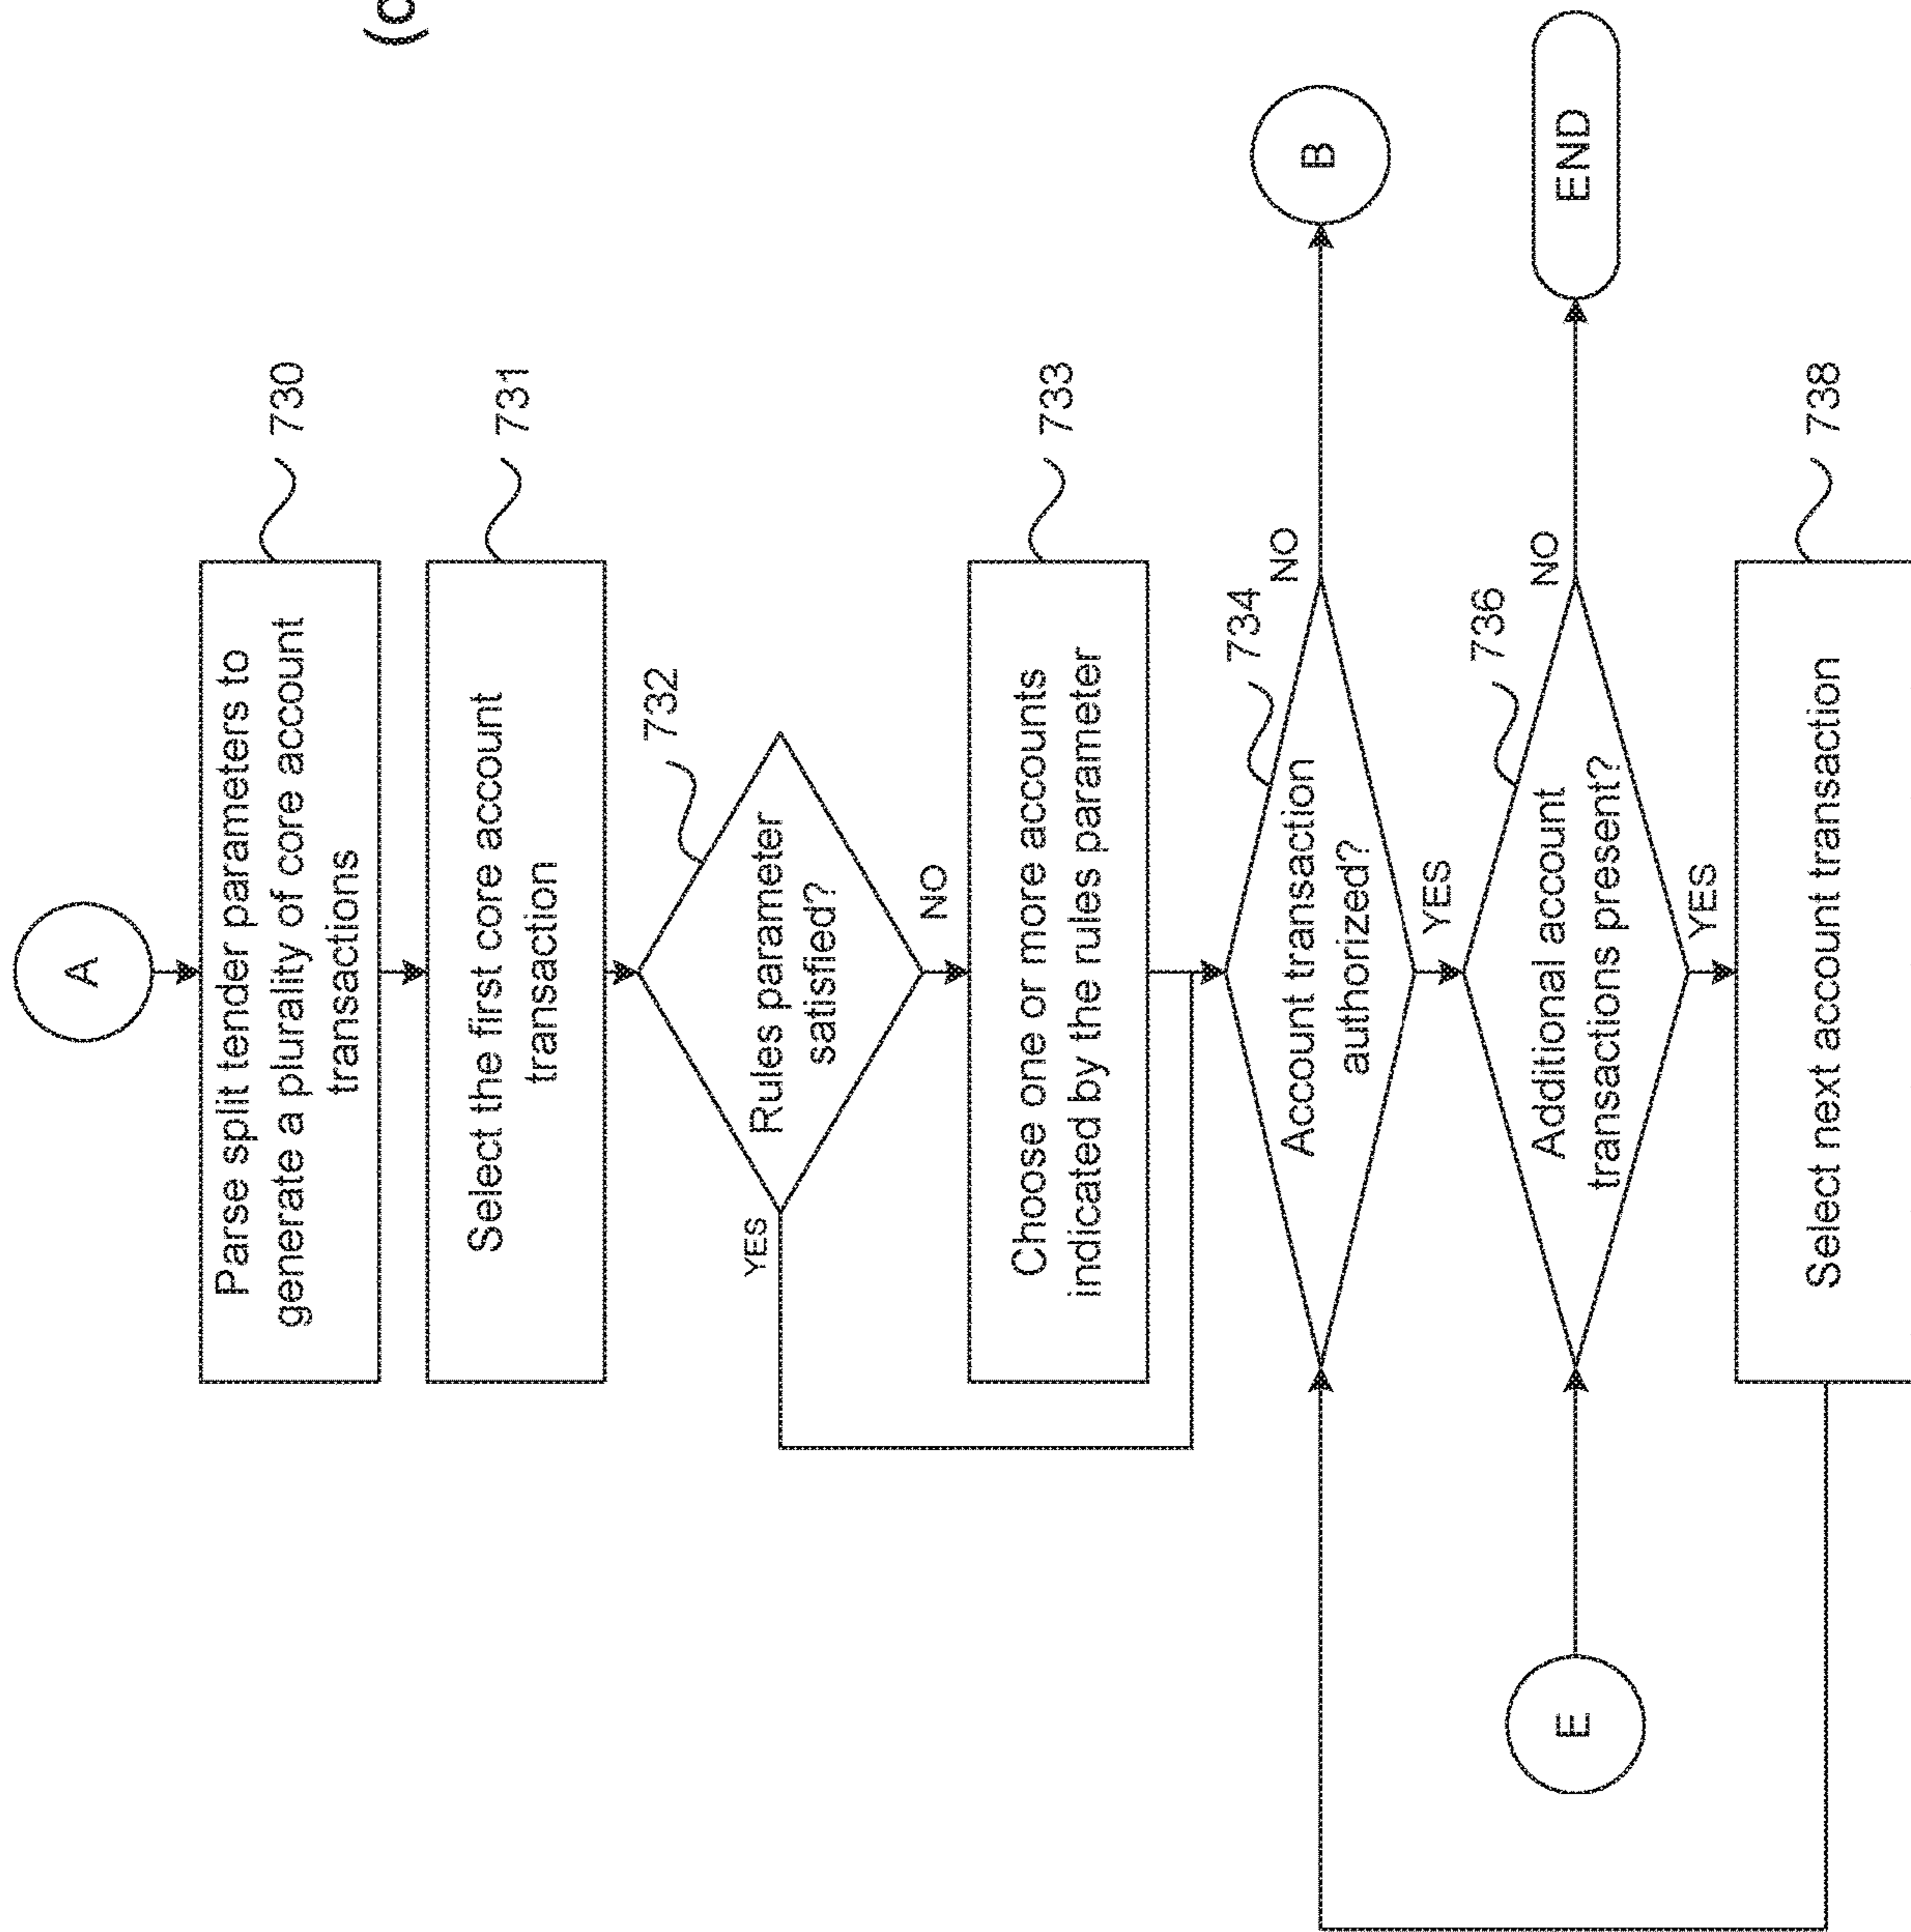 A
Parse split tender parameters to
generate a plurality of core account
transactions
730
Select the first core account
transaction
731
732
Rules parameter
satisfied?
YES
NO
Choose one or more accounts
indicated by the rules parameter
733
734
Account transaction
authorized?
NO
B
YES
736
Additional account
transactions present?
NO
END
E
YES
Select next account transaction
738